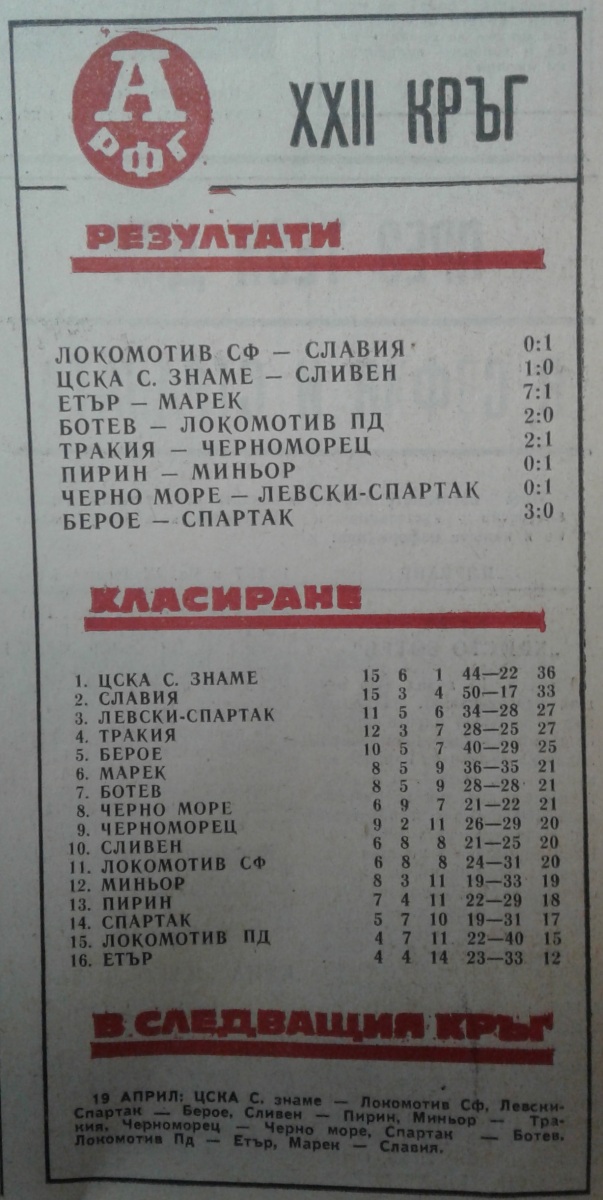 А
РФГ
XXII КРЪГ
РЕЗУЛТАТИ
ЛОКОМОТИВ СФ — СЛАВИЯ 0:1
ЦСКА С. ЗНАМЕ — СЛИВЕН 1:0
ЕТЪР — МАРЕК 7:1
БОТЕВ — ЛОКОМОТИВ ПД 2:0
ТРАКИЯ — ЧЕРНОМОРЕЦ 2:1
ПИРИН — МИНЬОР 0:1
ЧЕРНО МОРЕ — ЛЕВСКИ-СПАРТАК 0:1
БЕРОЕ — СПАРТАК 3:0
КЛАСИРАНЕ
1. ЦСКА С. ЗНАМЕ 15 6 1 44—22 36
2. СЛАВИЯ 15 3 4 50—17 33
3. ЛЕВСКИ-СПАРТАК 11 5 6 34—28 27
4. ТРАКИЯ 12 3 7 28—25 27
5. БЕРОЕ 10 5 7 40—29 25
6. МАРЕК 8 5 9 36—35 21
7. БОТЕВ 8 5 9 28—28 21
8. ЧЕРНО МОРЕ 6 9 7 21—22 21
9. ЧЕРНОМОРЕЦ 9 2 11 26—29 20
10. СЛИВЕН 6 8 8 21—25 20
11. ЛОКОМОТИВ СФ 6 8 8 24—31 20
12. МИНЬОР 8 3 11 19—33 19
13. ПИРИН 7 4 11 22—29 18
14. СПАРТАК 5 7 10 19—31 17
15. ЛОКОМОТИВ ПД 4 7 11 22—40 15
16. ЕТЪР 4 4 14 23—33 12
В СЛЕДВАЩИЯ КРЪГ
19 АПРИЛ: ЦСКА С. знаме — Локомотив Сф, Левски-
Спартак — Берое, Сливен — Пирин, Миньор — Тра-
кия, Черноморец — Черно море, Спартак — Ботев,
Локомотив Пд — Етър, Марек — Славия.